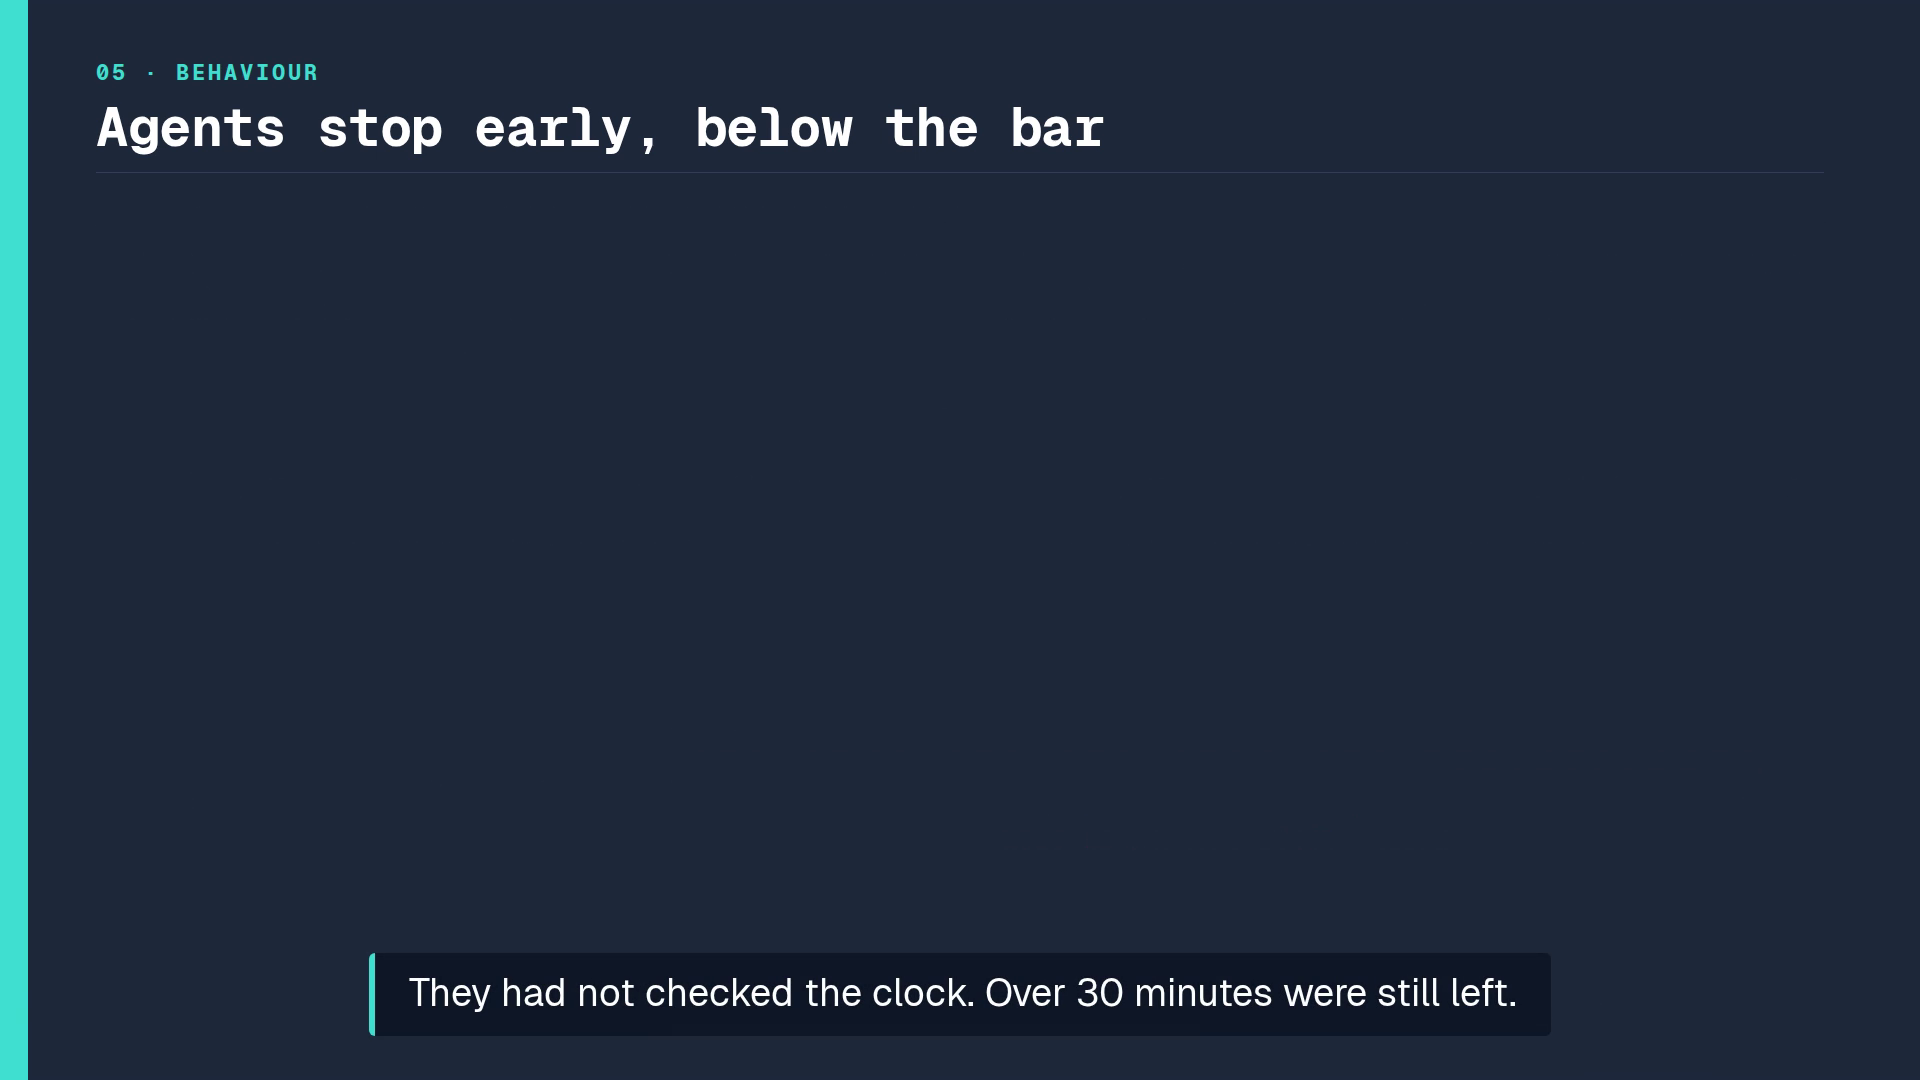 05 · BEHAVIOUR
Agents stop early, below the bar
They had not checked the clock. Over 30 minutes were still left.